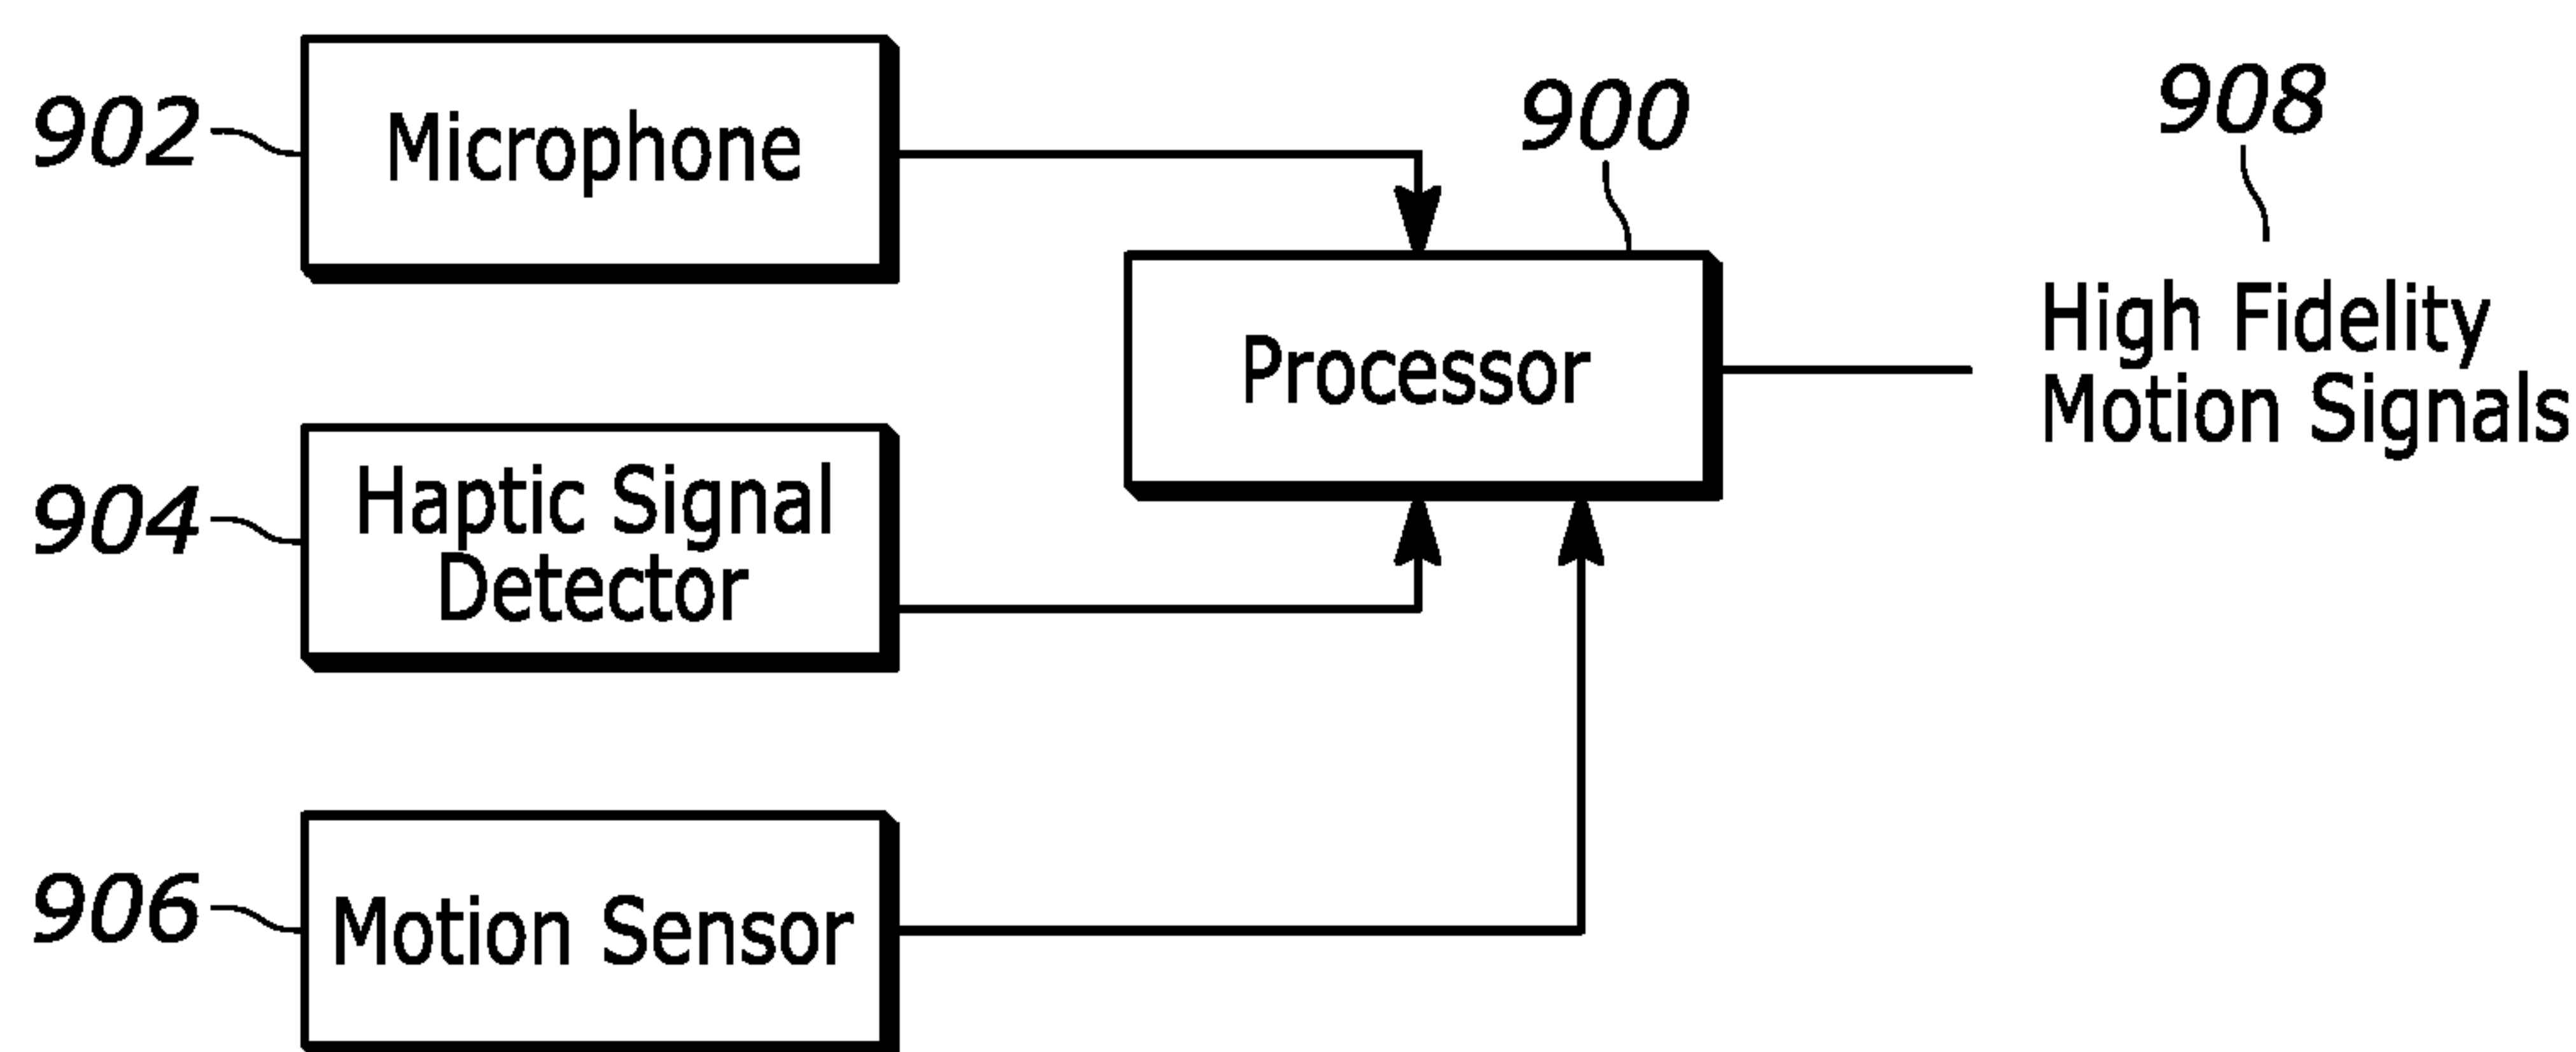 902
Microphone
900
908
Processor
High Fidelity
Motion Signals
904
Haptic Signal
Detector
906
Motion Sensor